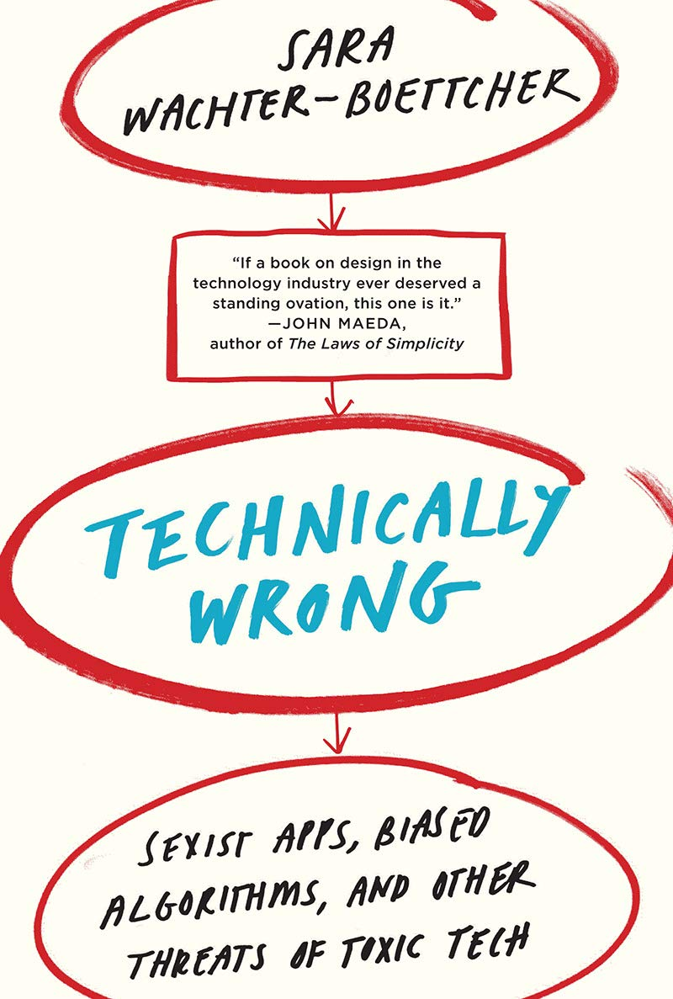 SARA
WACHTER-BOETTCHER
“If a book on design in the
technology industry ever deserved a
standing ovation, this one is it.”
—JOHN MAEDA,
author of The Laws of Simplicity
TECHNICALLY
WRONG
SEXIST APPS, BIASED
ALGORITHMS, AND OTHER
THREATS OF TOXIC TECH